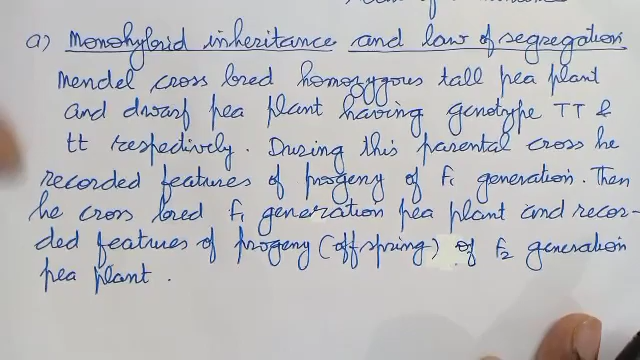 a) Monohybrid inheritance and law of segregation
Mendel cross bred homozygous tall pea plant
and dwarf pea plant having genotype TT &
tt respectively. During this parental cross he
recorded features of progeny of F₁ generation. Then
he cross bred F₁ generation pea plant and recor-
ded features of progeny (offspring) of F₂ generation
pea plant.